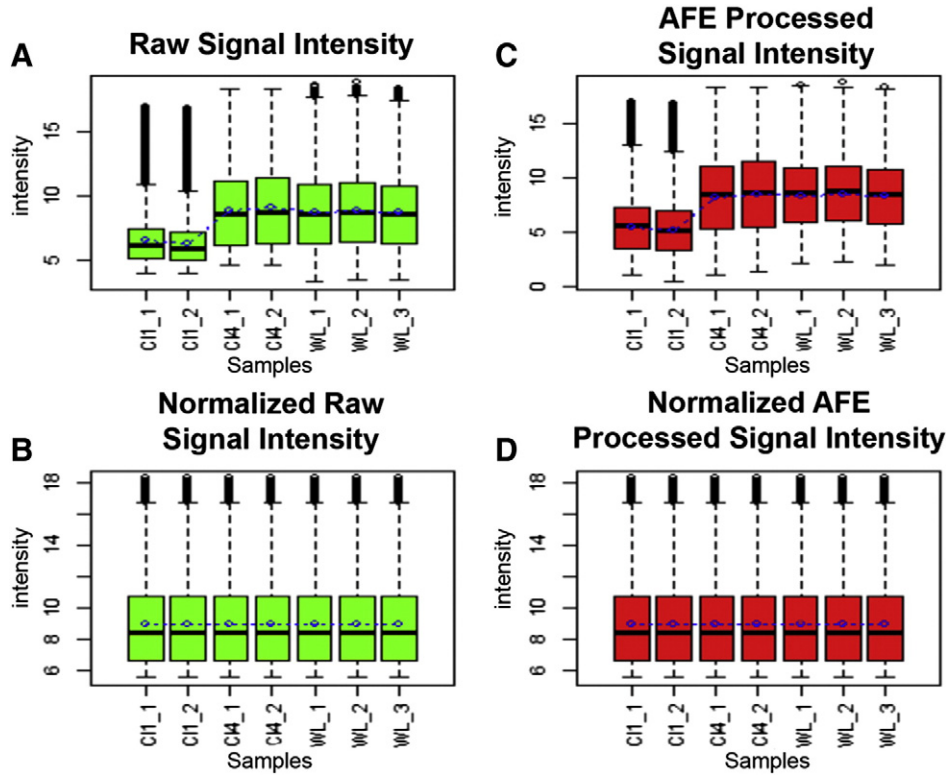 A
Raw Signal Intensity
intensity
15
10
5
Cl1_1
Cl1_2
Cl4_1
Cl4_2
WL_1
WL_2
WL_3
Samples
C
AFE Processed
Signal Intensity
intensity
15
10
5
0
Cl1_1
Cl1_2
Cl4_1
Cl4_2
WL_1
WL_2
WL_3
Samples
B
Normalized Raw
Signal Intensity
intensity
18
14
10
8
6
Cl1_1
Cl1_2
Cl4_1
Cl4_2
WL_1
WL_2
WL_3
Samples
D
Normalized AFE
Processed Signal Intensity
intensity
18
14
10
8
6
Cl1_1
Cl1_2
Cl4_1
Cl4_2
WL_1
WL_2
WL_3
Samples